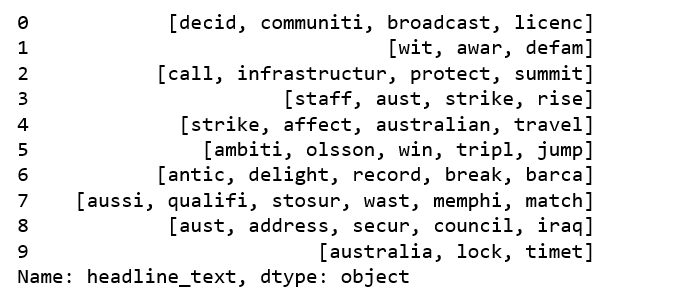 0 [decid, communiti, broadcast, licenc]
1 [wit, awar, defam]
2 [call, infrastructur, protect, summit]
3 [staff, aust, strike, rise]
4 [strike, affect, australian, travel]
5 [ambiti, olsson, win, tripl, jump]
6 [antic, delight, record, break, barca]
7 [aussi, qualifi, stosur, wast, memphi, match]
8 [aust, address, secur, council, iraq]
9 [australia, lock, timet]
Name: headline_text, dtype: object